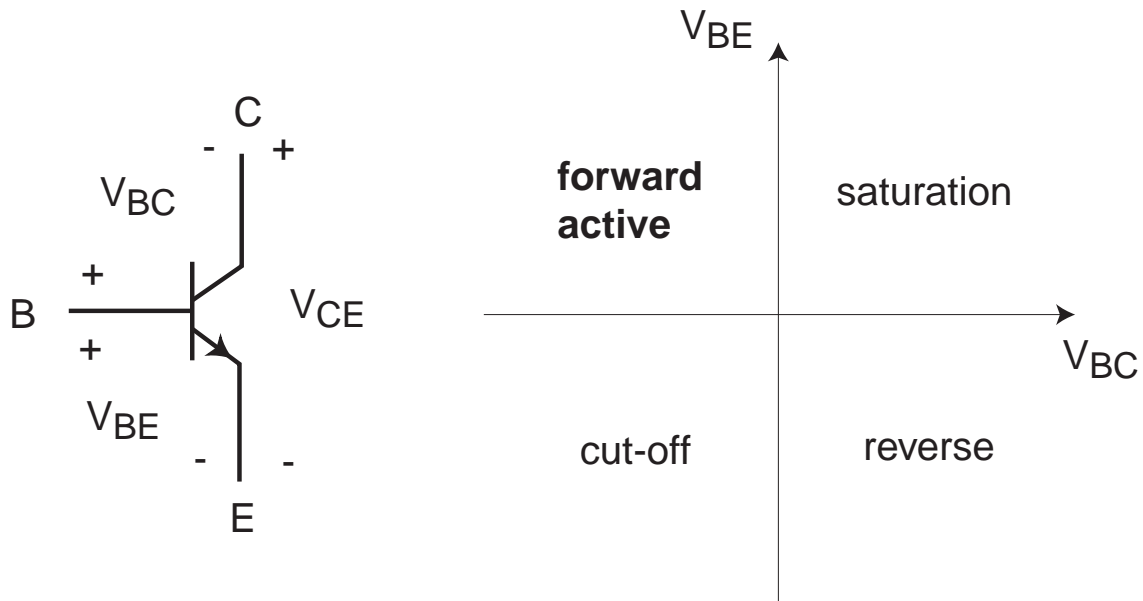 C
- +
VBC
+
B
VCE
+
VBE
- -
E
VBE
forward
active
saturation
VBC
cut-off
reverse